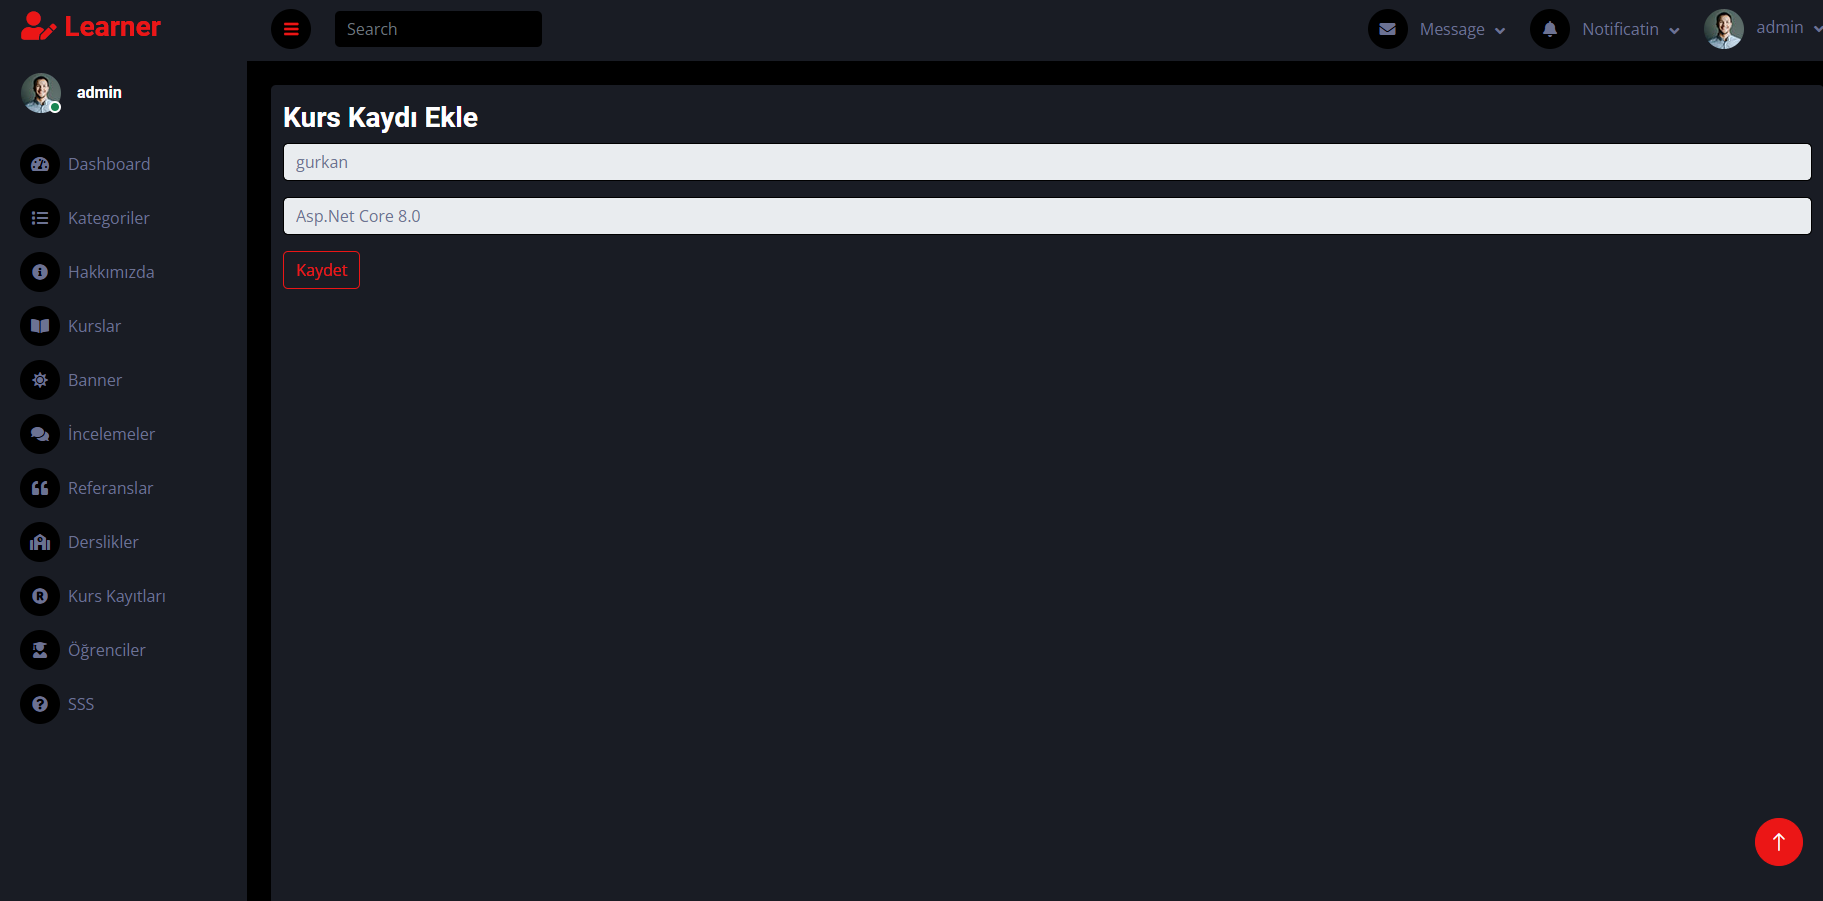 Learner
Search
Message
Notificatin
admin
admin
Dashboard
Kategoriler
Hakkımızda
Kurslar
Banner
İncelemeler
Referanslar
Derslikler
Kurs Kayıtları
Öğrenciler
SSS
Kurs Kaydı Ekle
gurkan
Asp.Net Core 8.0
Kaydet